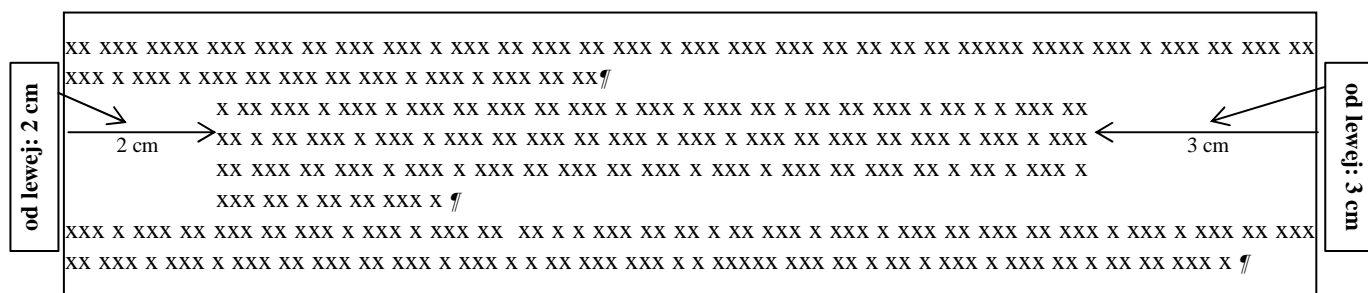 xx xxx xxxx xxx xxx xx xxx xxx x xxx xx xxx xx xxx x xxx xxx xxx xx xx xx xx xxxxx xxxx xxx x xxx xx xxx xx
xxx x xxx x xxx xx xxx xx xxx x xxx x xxx xx xx¶
x xx xxx x xxx x xxx xx xxx xx xxx x xxx x xxx xx x xx xx xxx x xx x x xxx xx
xx x xx xxx x xxx x xxx xx xxx xx xxx x xxx xx xx xxx x xxx xx xxx x xxx
xx xxx xx xxx x xxx x xxx xx xxx xx xxx x xxx x xxx xx xxx xx x xx x xxx x
xxx xx x xx xx xxx x ¶
xxx x xxx xx xxx xx xxx x xxx x xxx xx xx x x xxx xx xxx xx x xx xxx x xxx x xxx xx xxx xx xxx x xxx x xxx xx xxx
xx xxx x xxx x xxx xx xxx xx xxx x xxx x x xx xxx xx xxx x x xxxxx xxx xx x xx xx x xxx x xxx xx x xx xx xxx x ¶
od lewej: 2 cm
2 cm
3 cm
od lewej: 3 cm